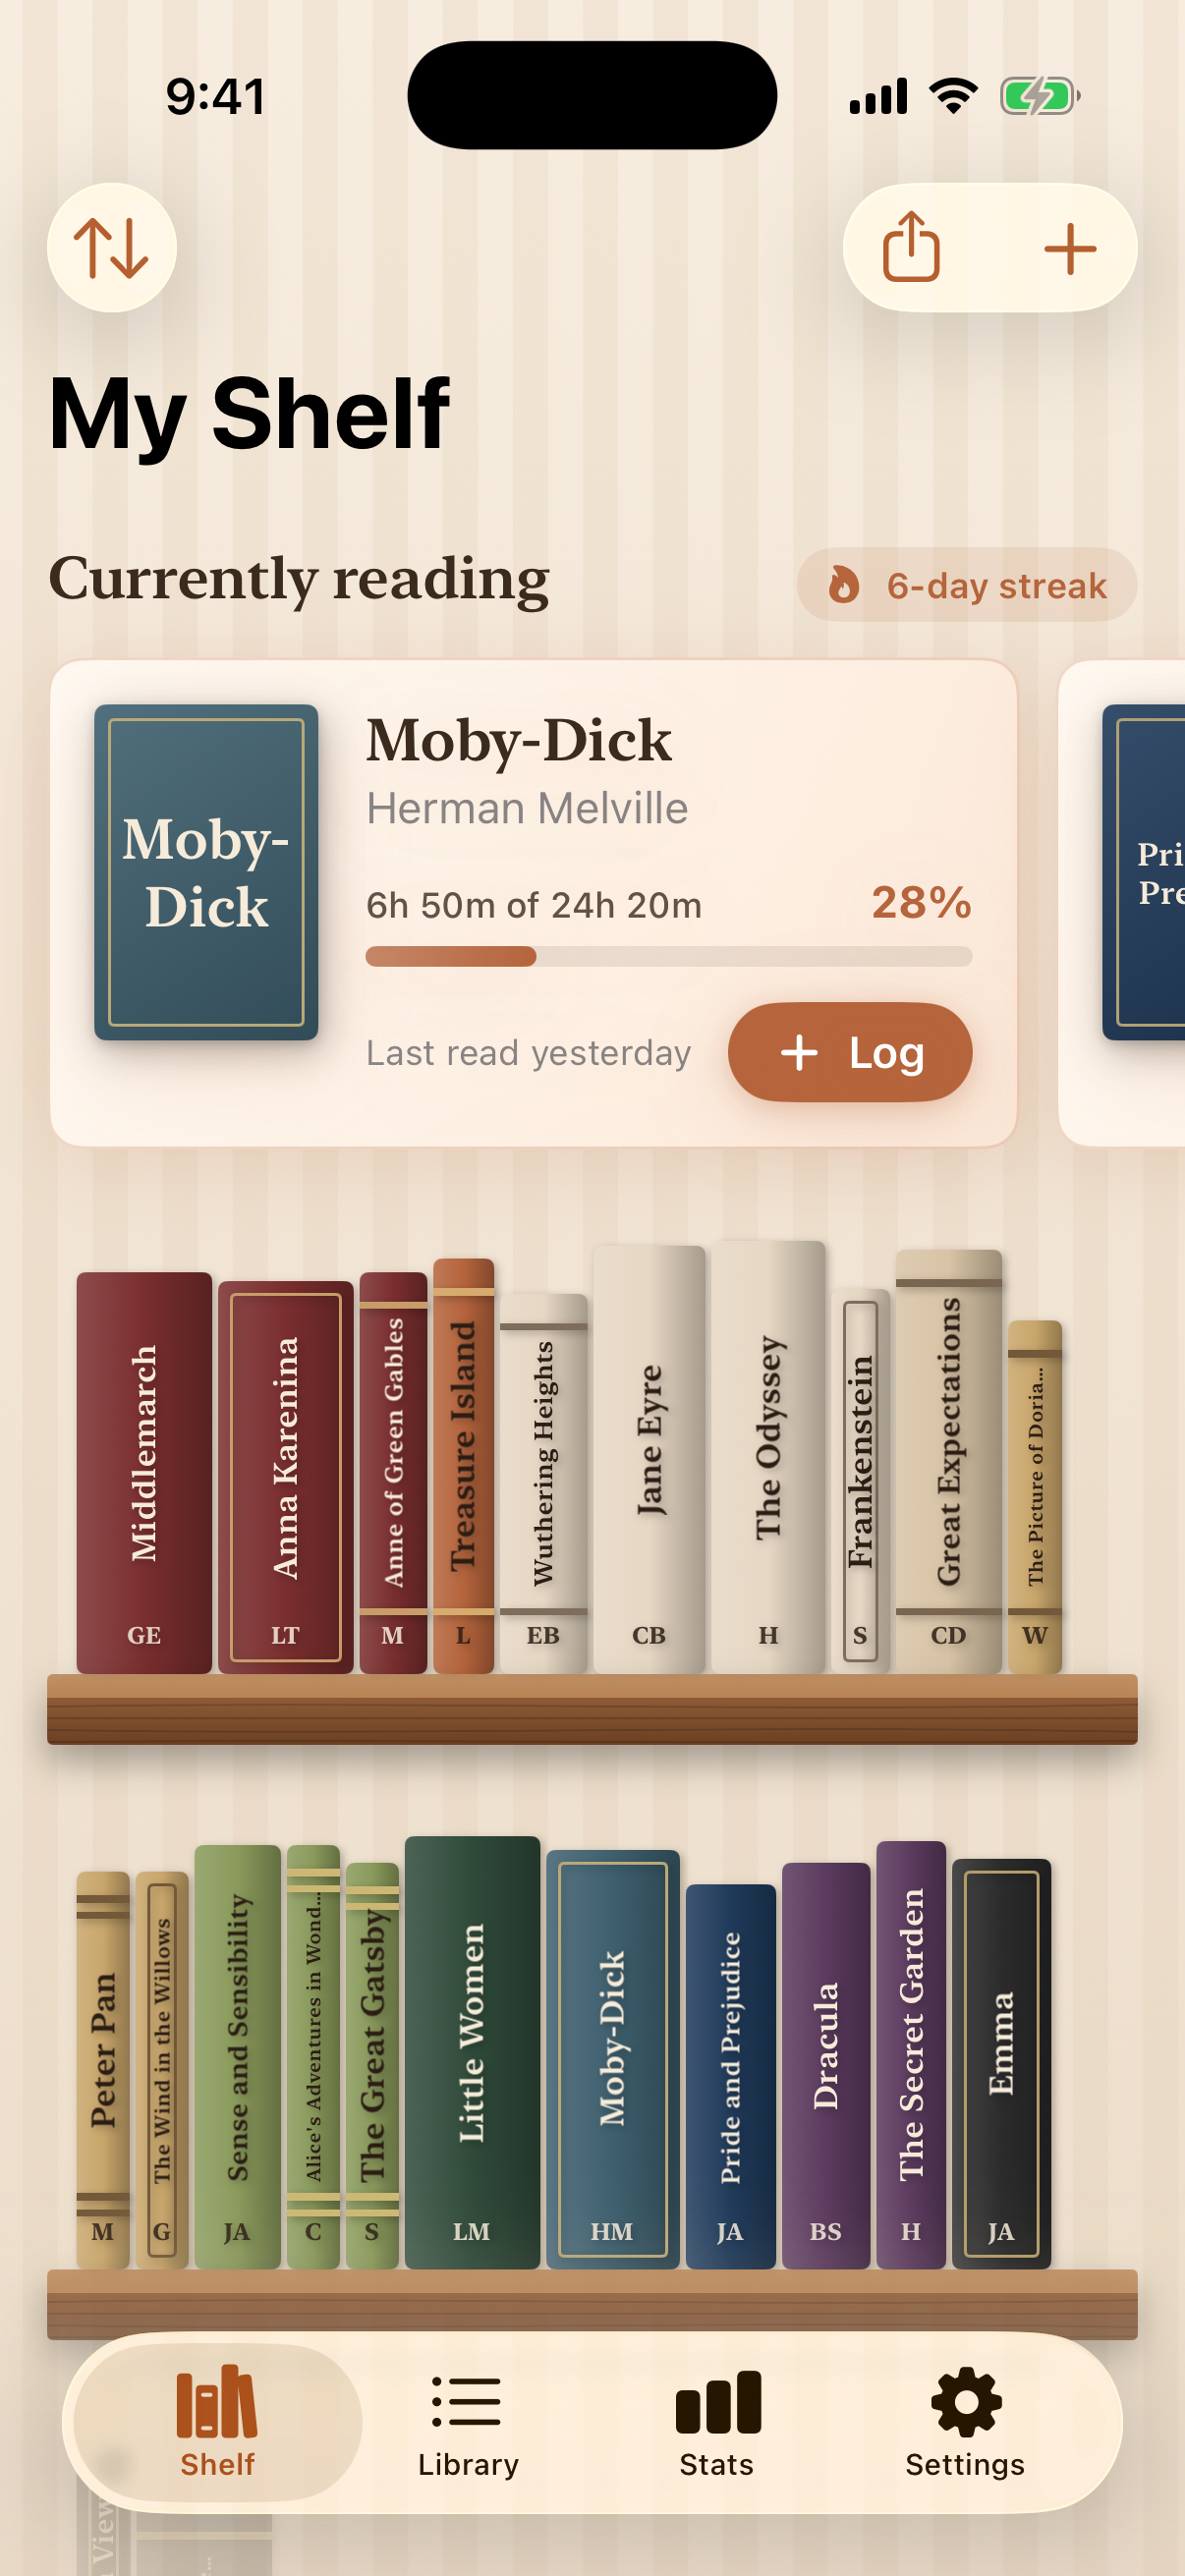 9:41
My Shelf
Currently reading
6-day streak
Moby-
Dick
Moby-Dick
Herman Melville
6h 50m of 24h 20m
28%
Last read yesterday
+ Log
Pri
Pre
Middlemarch
GE
Anna Karenina
LT
Anne of Green Gables
M
Treasure Island
L
Wuthering Heights
EB
Jane Eyre
CB
The Odyssey
H
Frankenstein
S
Great Expectations
CD
The Picture of Doria...
W
Peter Pan
M
The Wind in the Willows
G
Sense and Sensibility
JA
Alice's Adventures in Wond...
C
The Great Gatsby
S
Little Women
LM
Moby-Dick
HM
Pride and Prejudice
JA
Dracula
BS
The Secret Garden
H
Emma
JA
View
Shelf
Library
Stats
Settings